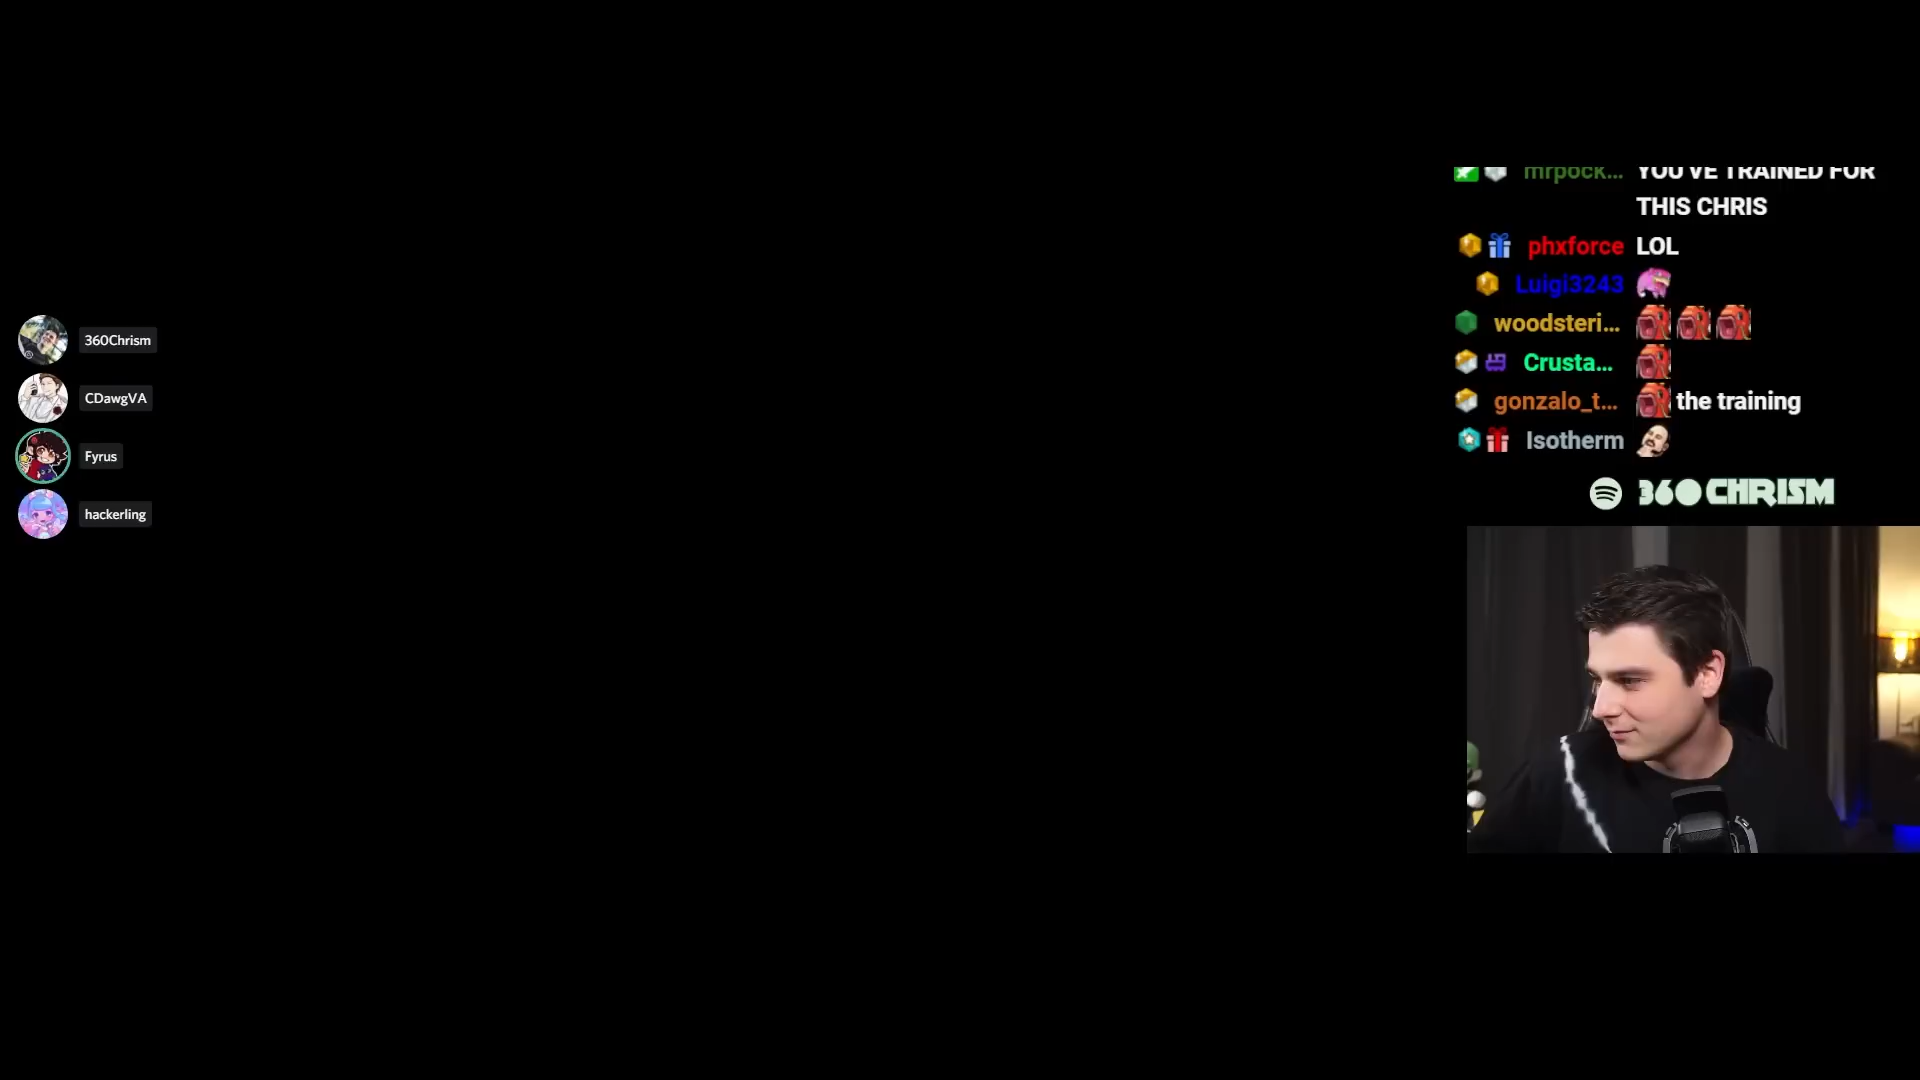 360Chrism
CDawgVA
Fyrus
hackerling
mrpock... YOU'VE TRAINED FOR
THIS CHRIS
phxforce LOL
Luigi3243
woodsteri...
Crusta...
gonzalo_t... the training
Isotherm
360 CHRISM